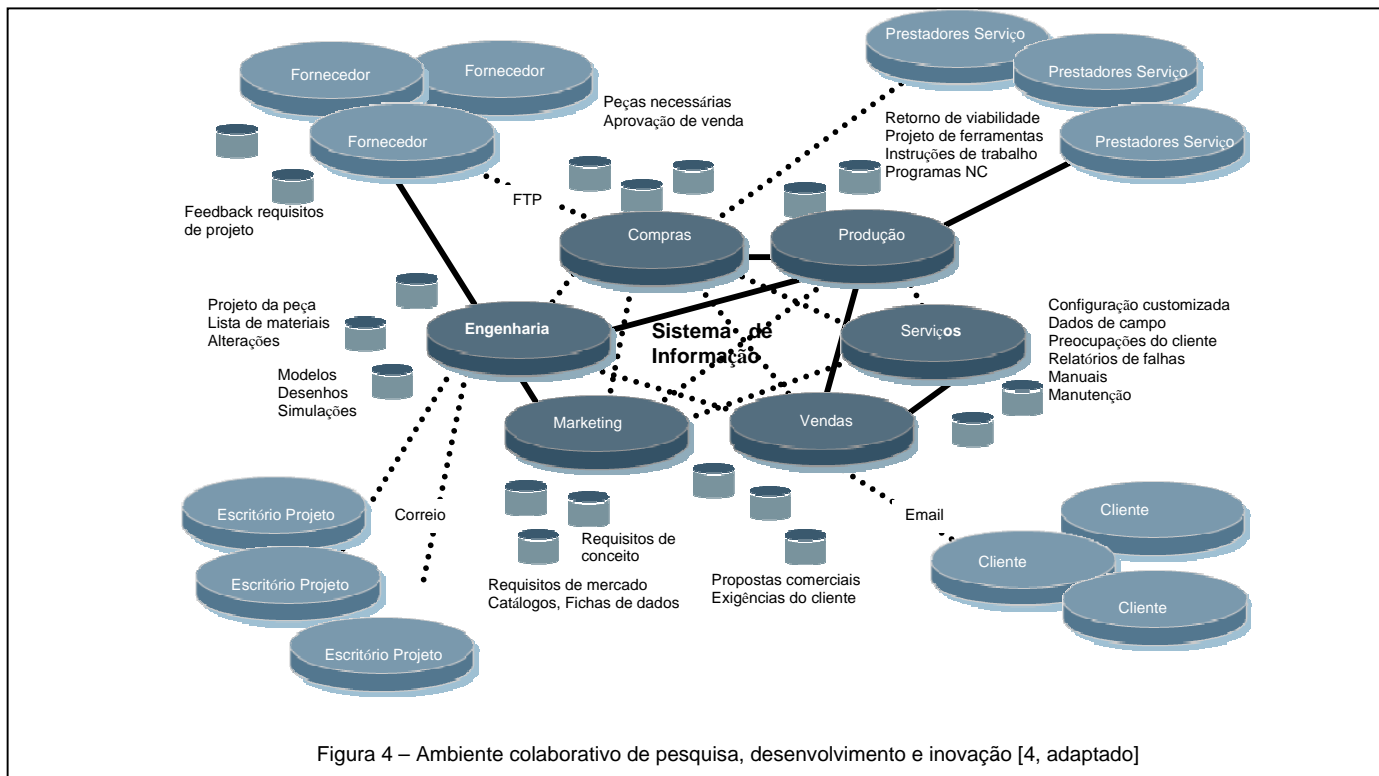 Prestadores Serviço
Fornecedor
Fornecedor
Prestadores Serviço
Peças necessárias
Aprovação de venda
Retorno de viabilidade
Projeto de ferramentas
Instruções de trabalho
Programas NC
Fornecedor
Prestadores Serviço
FTP
Feedback requisitos
de projeto
Compras
Produção
Projeto da peça
Lista de materiais
Alterações
Engenharia
Sistema de
Informação
Serviços
Configuração customizada
Dados de campo
Preocupações do cliente
Relatórios de falhas
Manuais
Manutenção
Modelos
Desenhos
Simulações
Marketing
Vendas
Escritório Projeto
Correio
Email
Cliente
Requisitos de
conceito
Cliente
Escritório Projeto
Requisitos de mercado
Catálogos, Fichas de dados
Propostas comerciais
Exigências do cliente
Cliente
Escritório Projeto
Figura 4 – Ambiente colaborativo de pesquisa, desenvolvimento e inovação [4, adaptado]